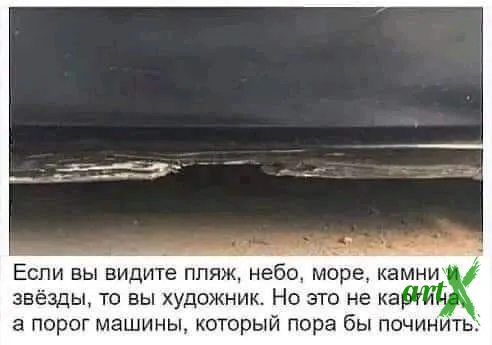 Если вы видите пляж, небо, море, камни и
звёзды, то вы художник. Но это не картина,
а порог машины, который пора бы починить.
artX